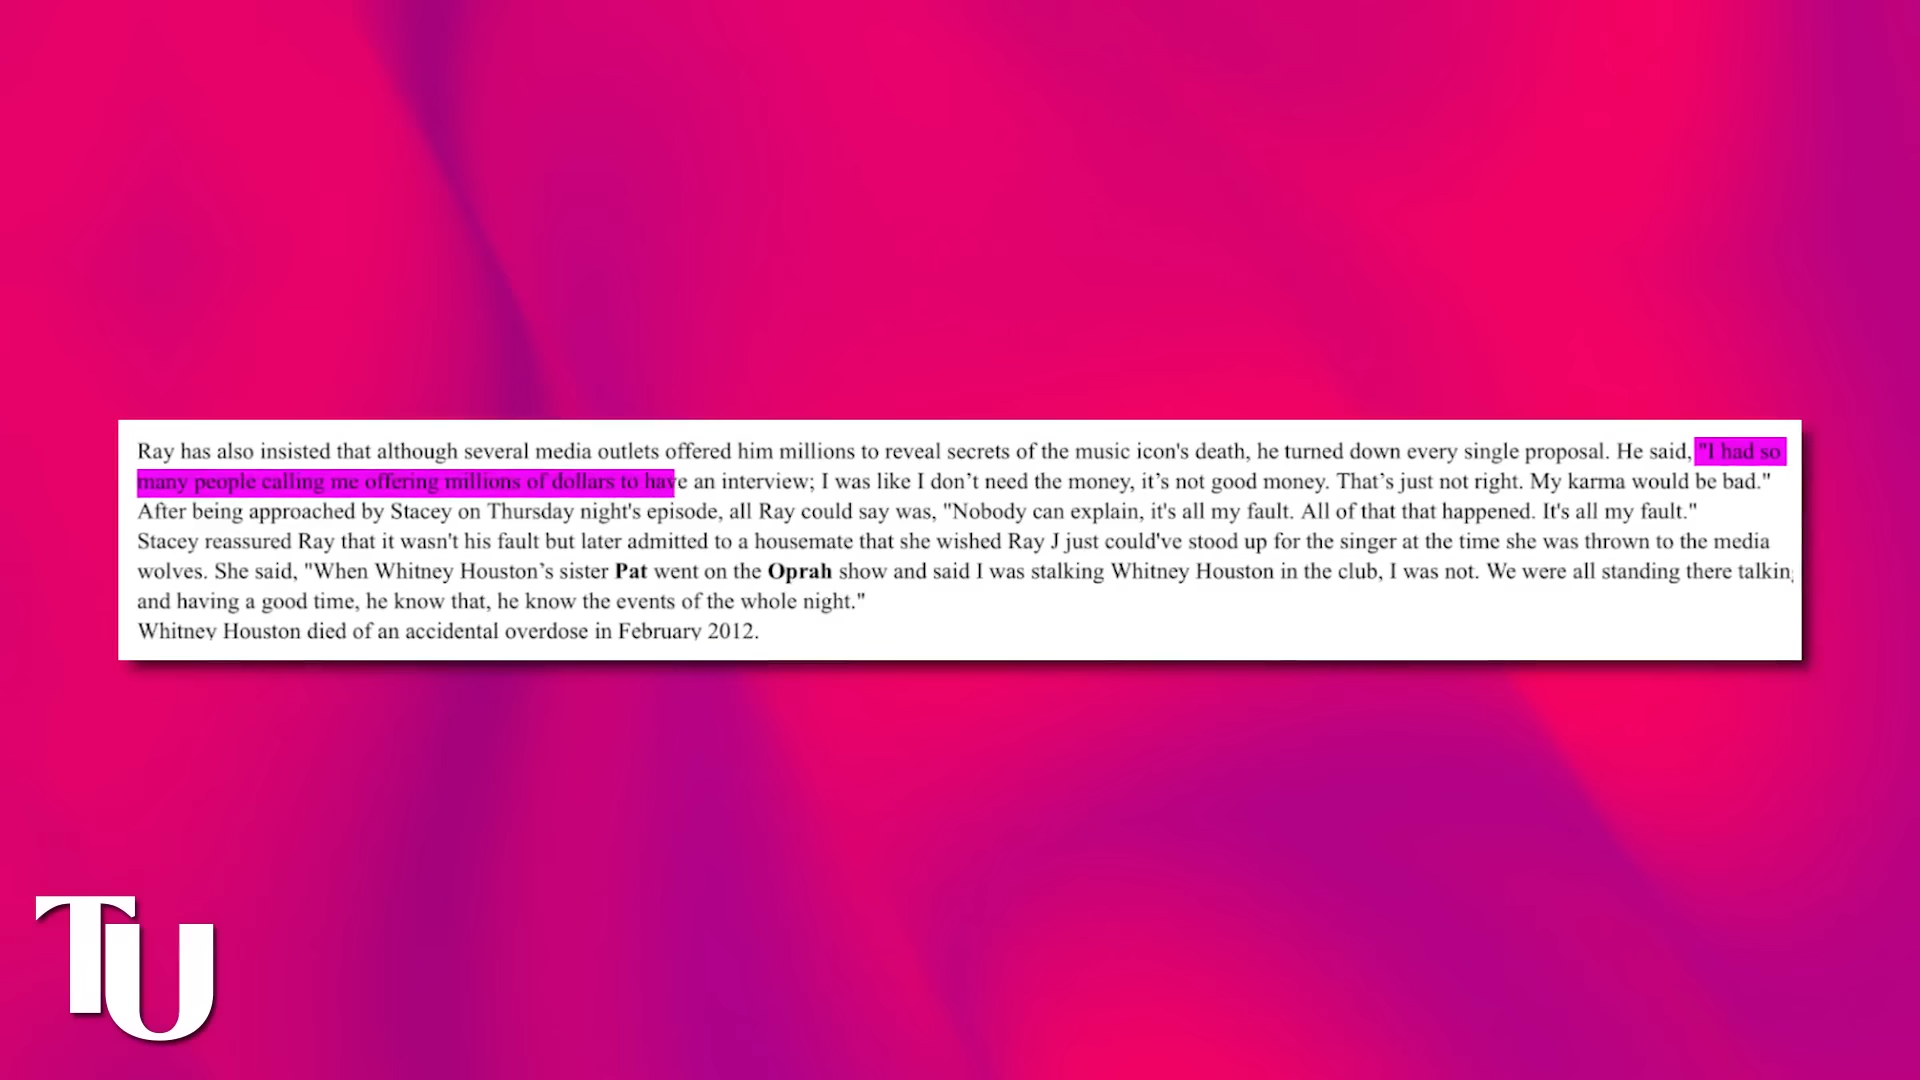 Ray has also insisted that although several media outlets offered him millions to reveal secrets of the music icon's death, he turned down every single proposal. He said, "I had so
many people calling me offering millions of dollars to have an interview; I was like I don’t need the money, it’s not good money. That’s just not right. My karma would be bad."
After being approached by Stacey on Thursday night's episode, all Ray could say was, "Nobody can explain, it's all my fault. All of that that happened. It's all my fault."
Stacey reassured Ray that it wasn't his fault but later admitted to a housemate that she wished Ray J just could've stood up for the singer at the time she was thrown to the media
wolves. She said, "When Whitney Houston’s sister Pat went on the Oprah show and said I was stalking Whitney Houston in the club, I was not. We were all standing there talkin
and having a good time, he know that, he know the events of the whole night."
Whitney Houston died of an accidental overdose in February 2012.
TU